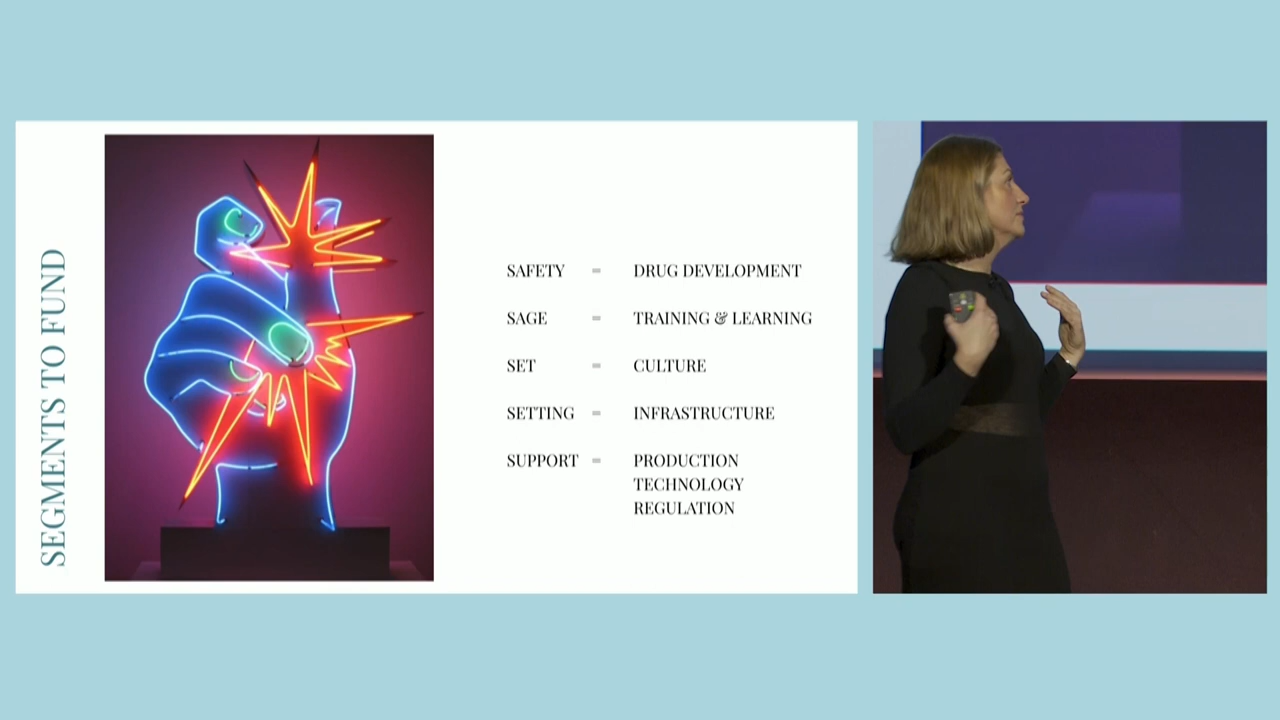 SEGMENTS TO FUND
SAFETY = DRUG DEVELOPMENT
SAGE = TRAINING & LEARNING
SET = CULTURE
SETTING = INFRASTRUCTURE
SUPPORT = PRODUCTION
TECHNOLOGY
REGULATION